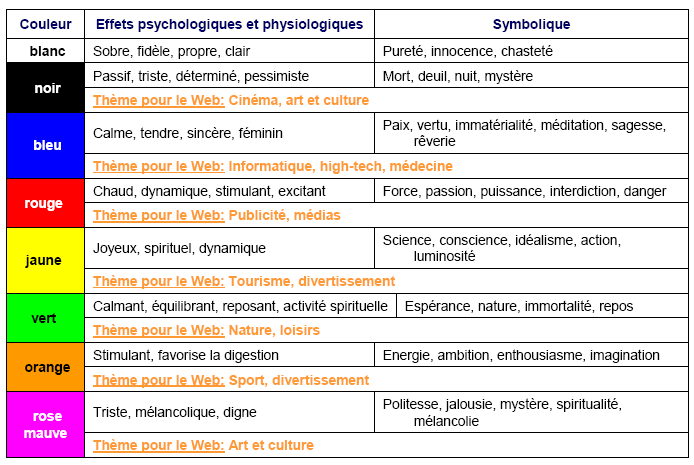 Couleur Effets psychologiques et physiologiques Symbolique
blanc Sobre, fidèle, propre, clair Pureté, innocence, chasteté
noir Passif, triste, déterminé, pessimiste Mort, deuil, nuit, mystère
Thème pour le Web: Cinéma, art et culture
bleu Calme, tendre, sincère, féminin Paix, vertu, immatérialité, méditation, sagesse,
rêverie
Thème pour le Web: Informatique, high-tech, médecine
rouge Chaud, dynamique, stimulant, excitant Force, passion, puissance, interdiction, danger
Thème pour le Web: Publicité, médias
jaune Joyeux, spirituel, dynamique Science, conscience, idéalisme, action,
luminosité
Thème pour le Web: Tourisme, divertissement
vert Calmant, équilibrant, reposant, activité spirituelle Espérance, nature, immortalité, repos
Thème pour le Web: Nature, loisirs
orange Stimulant, favorise la digestion Energie, ambition, enthousiasme, imagination
Thème pour le Web: Sport, divertissement
rose
mauve
Triste, mélancolique, digne Politesse, jalousie, mystère, spiritualité,
mélancolie
Thème pour le Web: Art et culture